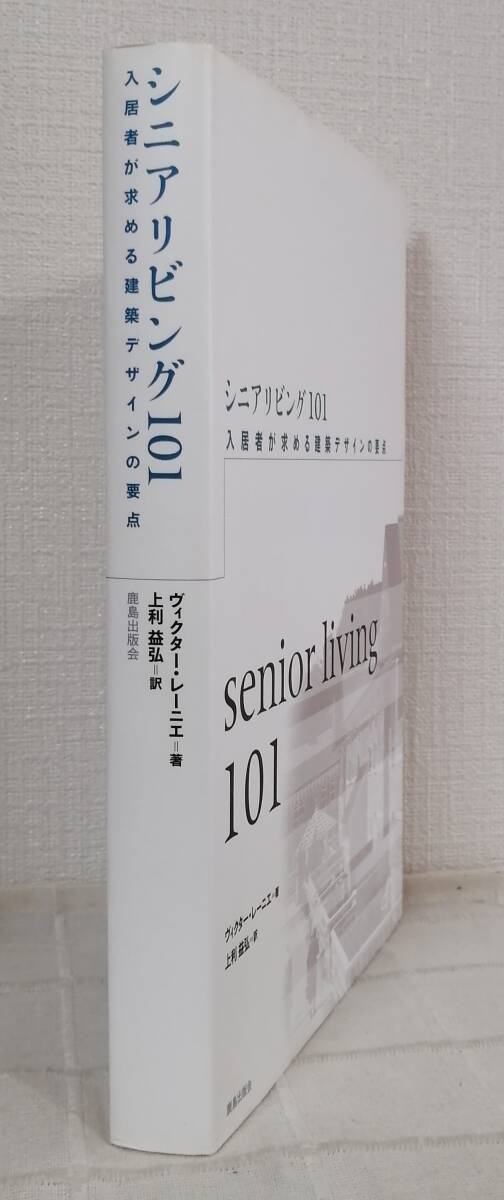 シニアリビング101
入居者が求める建築デザインの要点
ヴィクター・レーニエ=著
上利 益弘=訳
鹿島出版会
シニアリビング101
入居者が求める建築デザインの要点
senior living
101
ヴィクター・レーニエ=著
上利 益弘=訳
鹿島出版会